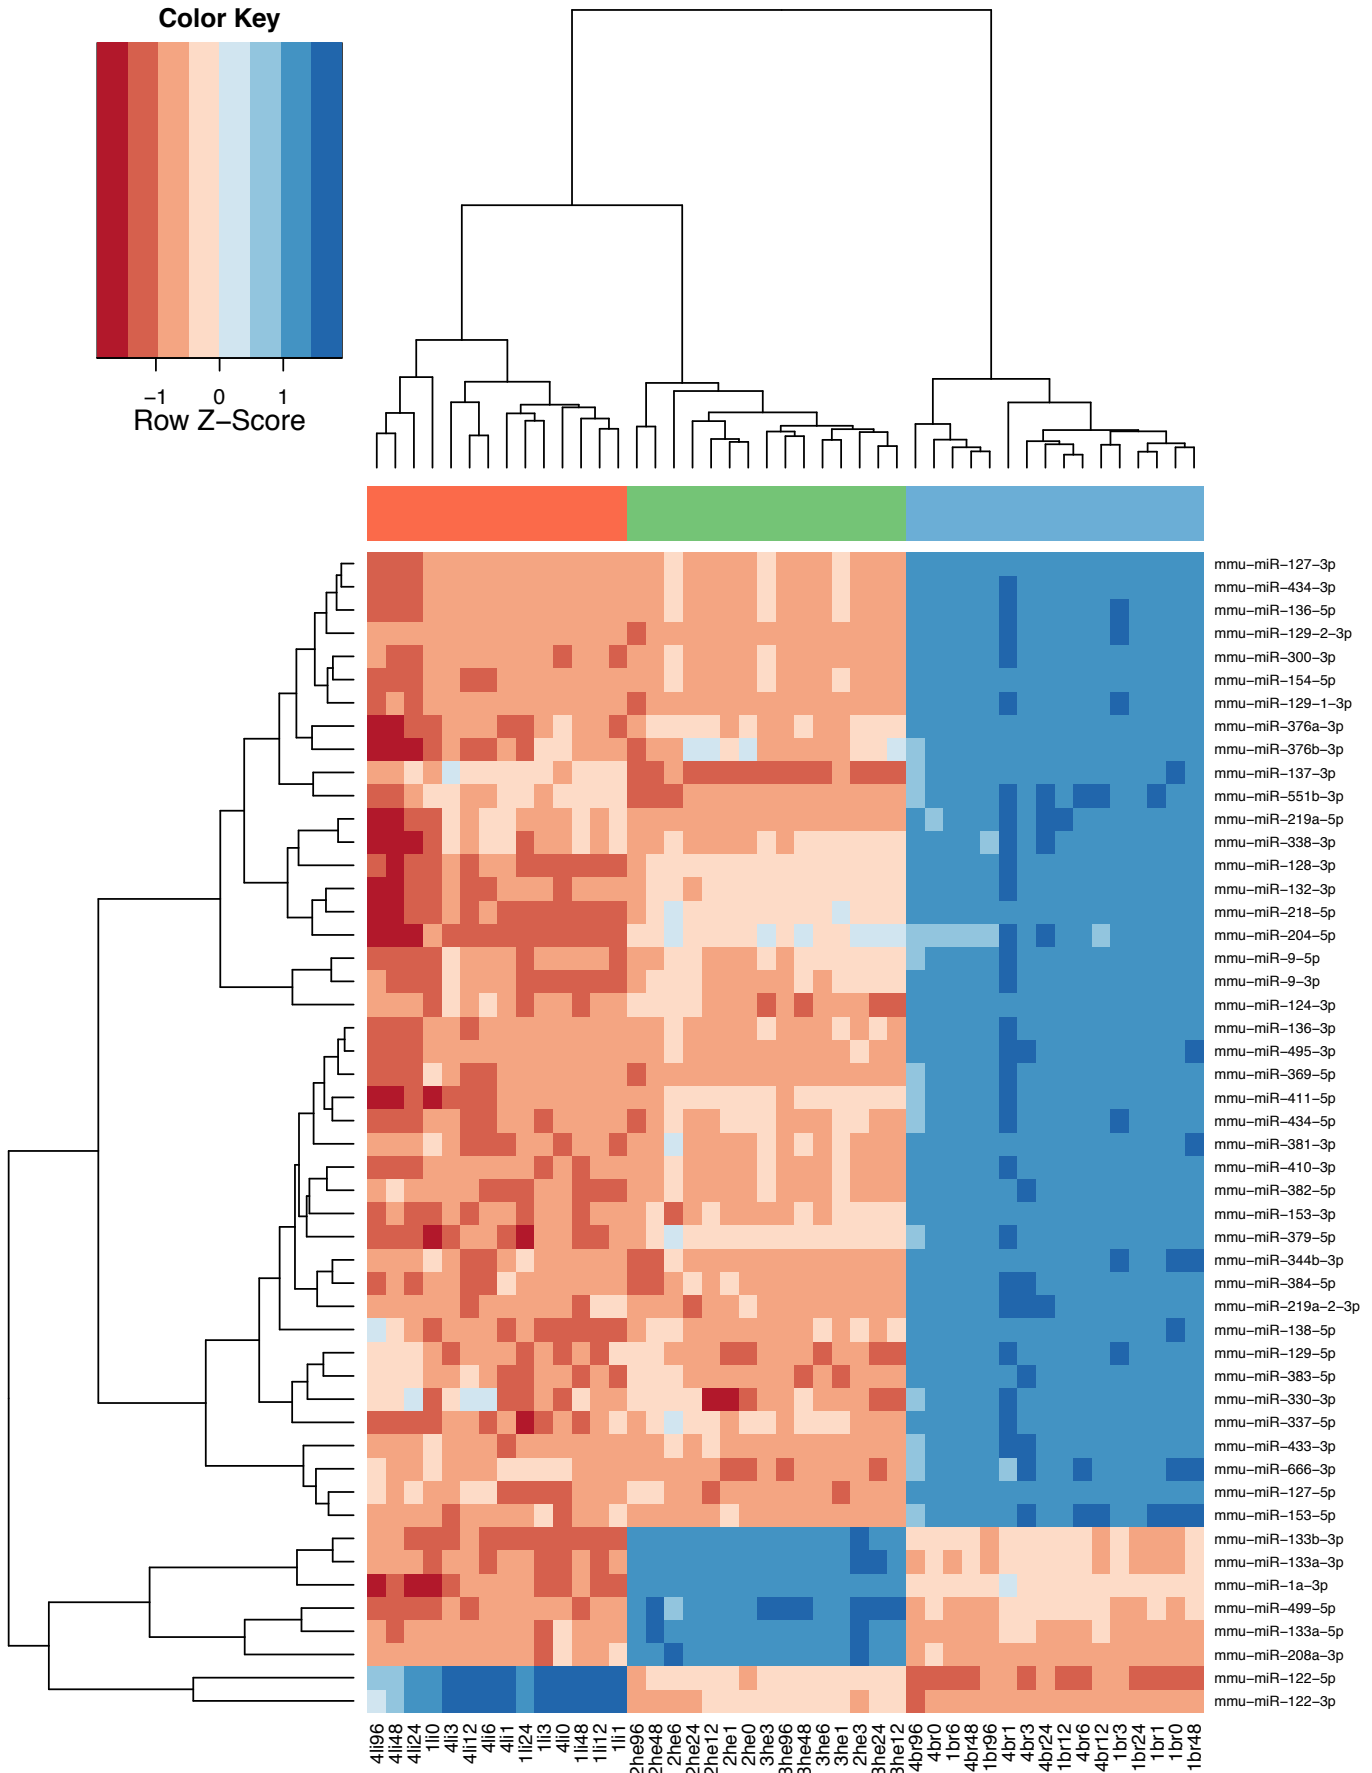 Color Key
−1 0 1
Row Z−Score
mmu−miR−127−3p
mmu−miR−434−3p
mmu−miR−136−5p
mmu−miR−129−2−3p
mmu−miR−300−3p
mmu−miR−154−5p
mmu−miR−129−1−3p
mmu−miR−376a−3p
mmu−miR−376b−3p
mmu−miR−137−3p
mmu−miR−551b−3p
mmu−miR−219a−5p
mmu−miR−338−3p
mmu−miR−128−3p
mmu−miR−132−3p
mmu−miR−218−5p
mmu−miR−204−5p
mmu−miR−9−5p
mmu−miR−9−3p
mmu−miR−124−3p
mmu−miR−136−3p
mmu−miR−495−3p
mmu−miR−369−5p
mmu−miR−411−5p
mmu−miR−434−5p
mmu−miR−381−3p
mmu−miR−410−3p
mmu−miR−382−5p
mmu−miR−153−3p
mmu−miR−379−5p
mmu−miR−344b−3p
mmu−miR−384−5p
mmu−miR−219a−2−3p
mmu−miR−138−5p
mmu−miR−129−5p
mmu−miR−383−5p
mmu−miR−330−3p
mmu−miR−337−5p
mmu−miR−433−3p
mmu−miR−666−3p
mmu−miR−127−5p
mmu−miR−153−5p
mmu−miR−133b−3p
mmu−miR−133a−3p
mmu−miR−1a−3p
mmu−miR−499−5p
mmu−miR−133a−5p
mmu−miR−208a−3p
mmu−miR−122−5p
mmu−miR−122−3p
4li96
4li48
4li24
1li0
4li3
4li12
4li6
4li1
1li24
1li3
4li0
1li48
1li12
1li1
2he96
2he48
2he6
2he24
2he12
2he1
2he0
3he3
3he96
3he48
3he6
3he1
2he3
3he24
3he12
4br96
4br0
1br6
4br48
1br96
4br1
4br3
4br24
1br12
4br6
4br12
1br3
1br24
1br1
1br0
1br48